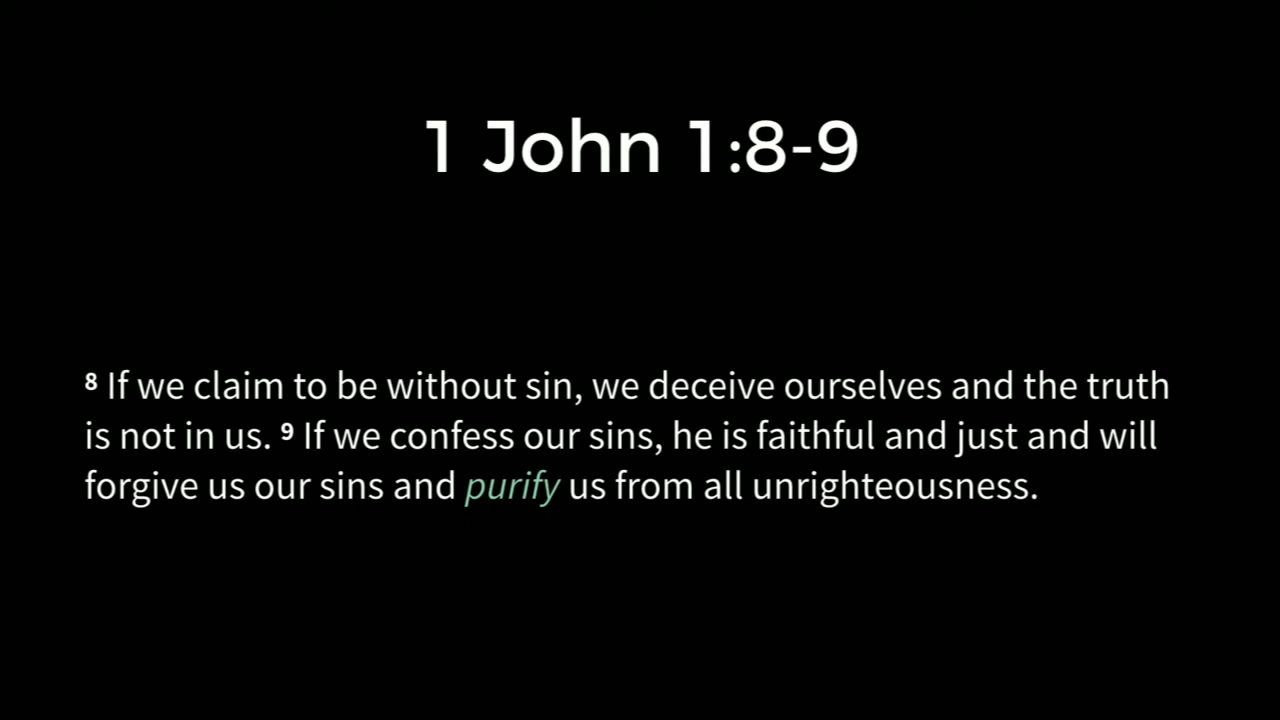 1 John 1:8-9
8 If we claim to be without sin, we deceive ourselves and the truth
is not in us. 9 If we confess our sins, he is faithful and just and will
forgive us our sins and purify us from all unrighteousness.